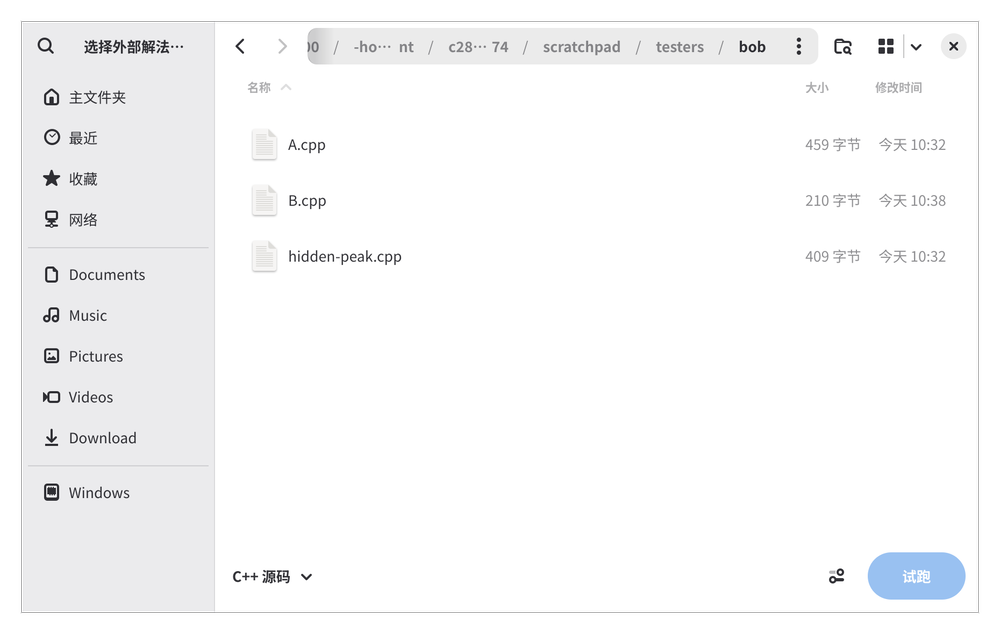 选择外部解法…
00 / -ho… nt / c28… 74 / scratchpad / testers / bob
主文件夹
最近
收藏
网络
Documents
Music
Pictures
Videos
Download
Windows
名称 大小 修改时间
A.cpp 459 字节 今天 10:32
B.cpp 210 字节 今天 10:38
hidden-peak.cpp 409 字节 今天 10:32
C++ 源码
试跑